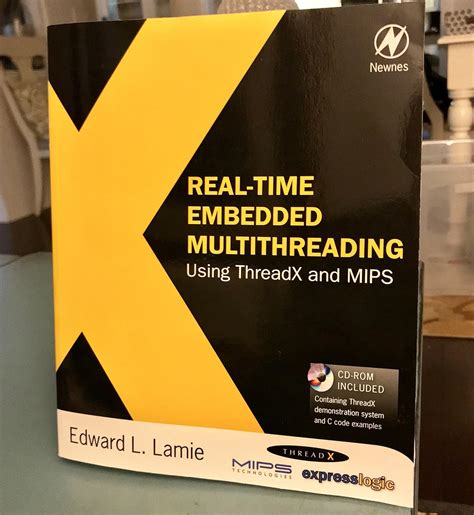 Newnes
REAL-TIME
EMBEDDED
MULTITHREADING
Using ThreadX and MIPS
CD-ROM
INCLUDED
Containing ThreadX
demonstration system
and C code examples
Edward L. Lamie
MIPS
TECHNOLOGIES
THREADX
expresslogic